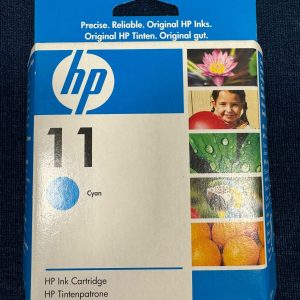 Precise. Reliable. Original HP Inks.
Original HP Tinten. Original gut.
hp
11
Cyan
HP Ink Cartridge
HP Tintenpatrone